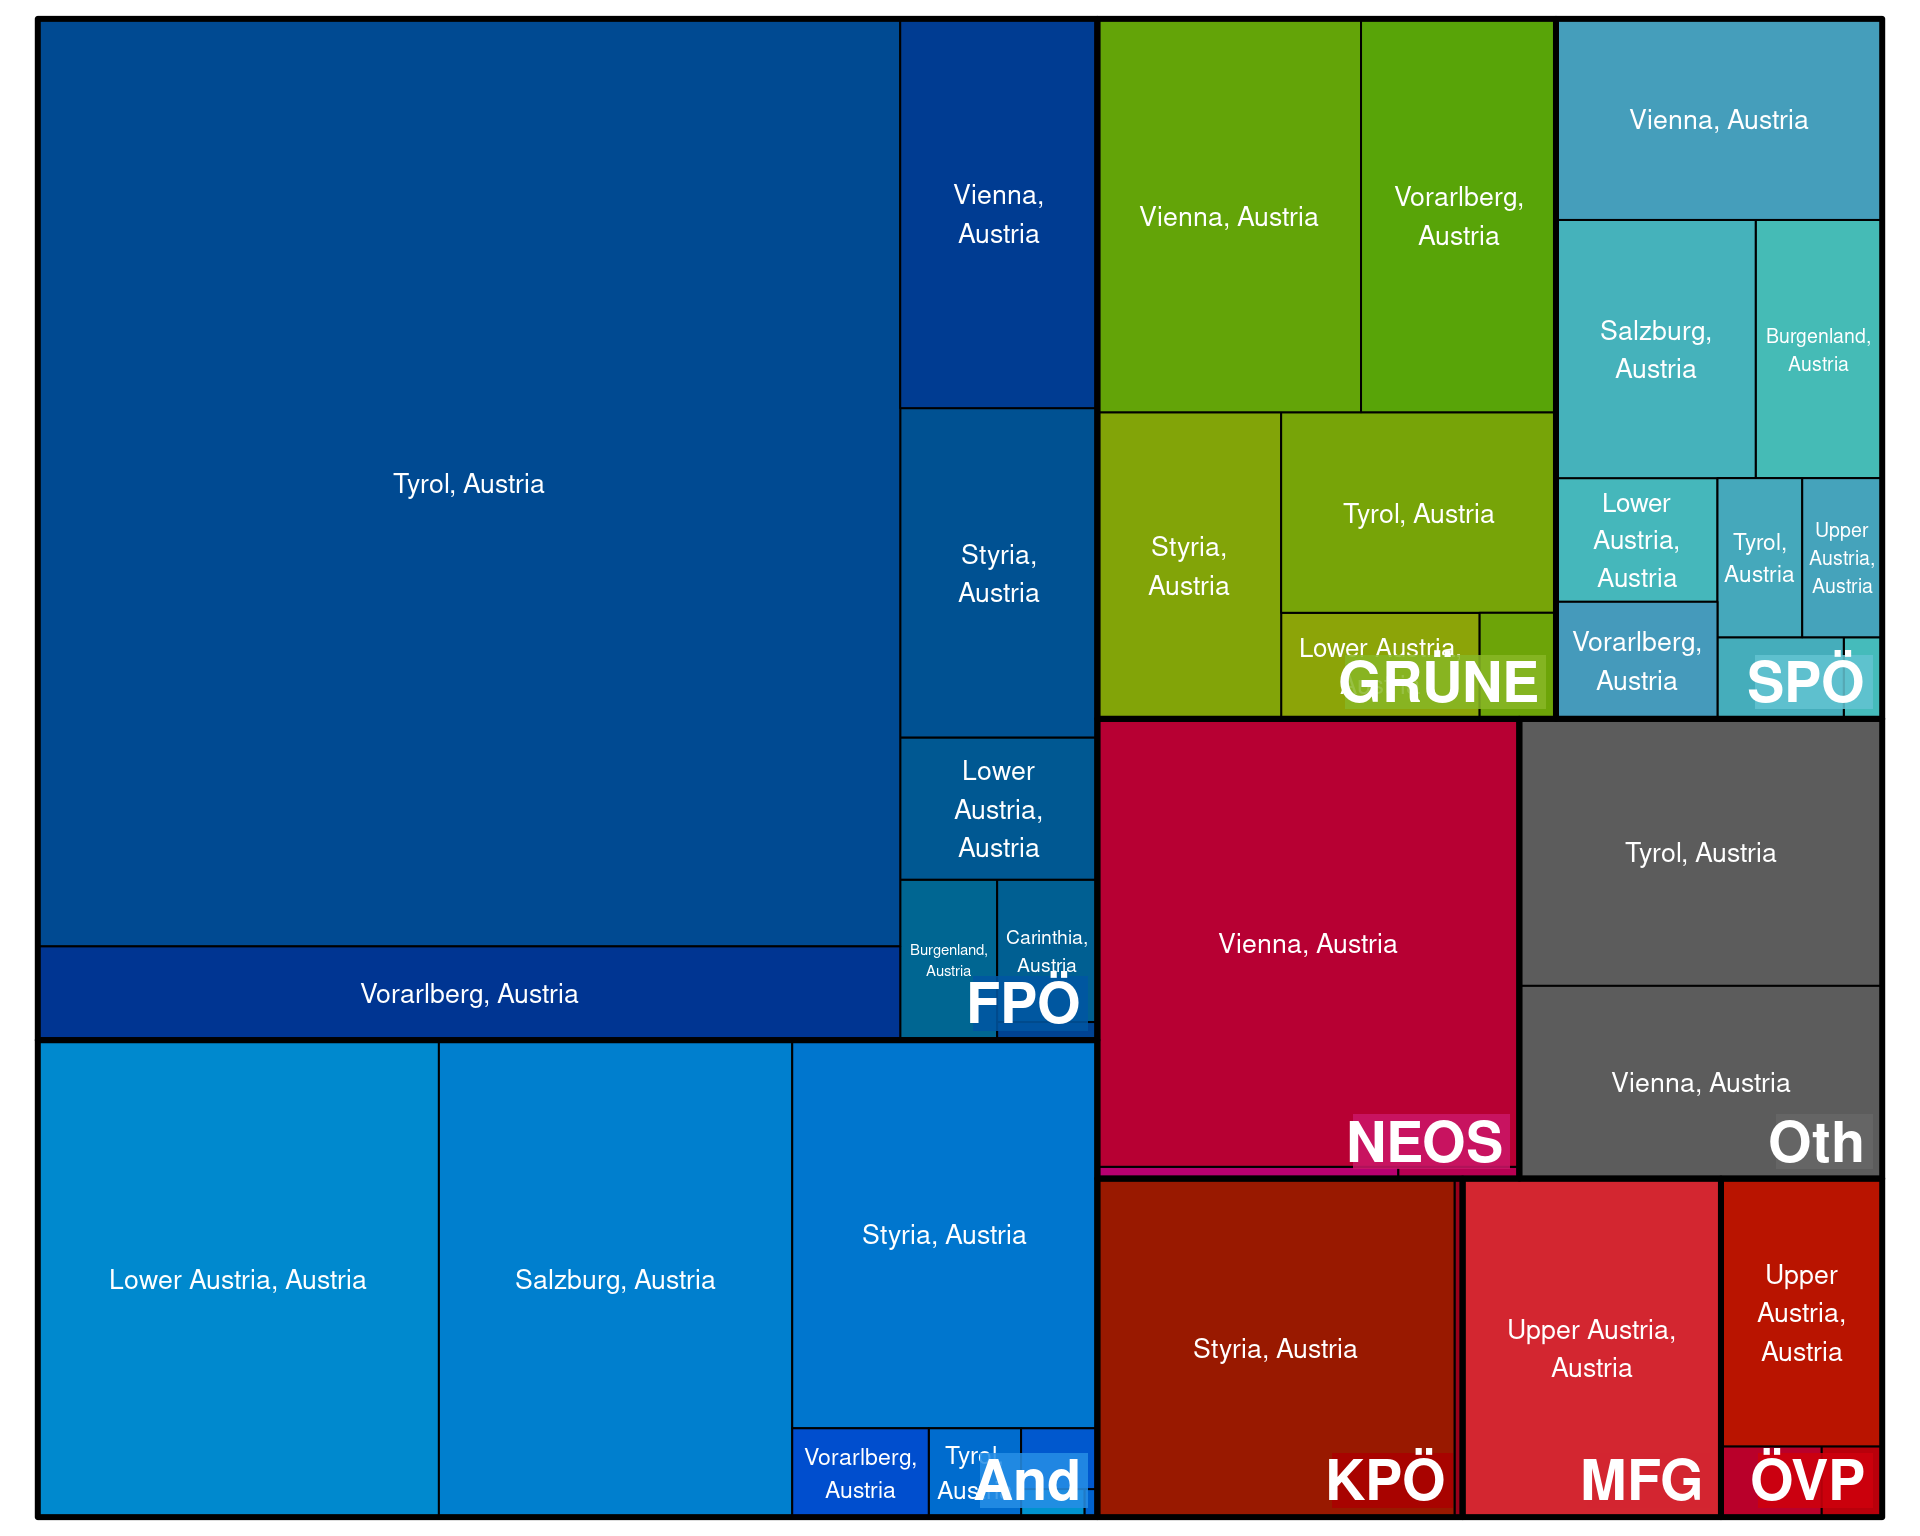 Tyrol, Austria
Vorarlberg, Austria
Vienna,
Austria
Styria,
Austria
Lower
Austria,
Austria
Burgenland,
Austria
Carinthia,
Austria
FPÖ
Lower Austria, Austria
Salzburg, Austria
Styria, Austria
Vorarlberg,
Austria
Tyrol,
And
Vienna, Austria
Vorarlberg,
Austria
Styria,
Austria
Tyrol, Austria
Lower Austria,
GRÜNE
Vienna, Austria
Salzburg,
Austria
Burgenland,
Austria
Lower
Austria,
Austria
Tyrol,
Austria
Upper
Austria,
Austria
Vorarlberg,
Austria
SPÖ
Vienna, Austria
NEOS
Tyrol, Austria
Vienna, Austria
Oth
Styria, Austria
KPÖ
Upper Austria,
Austria
MFG
Upper
Austria,
Austria
ÖVP